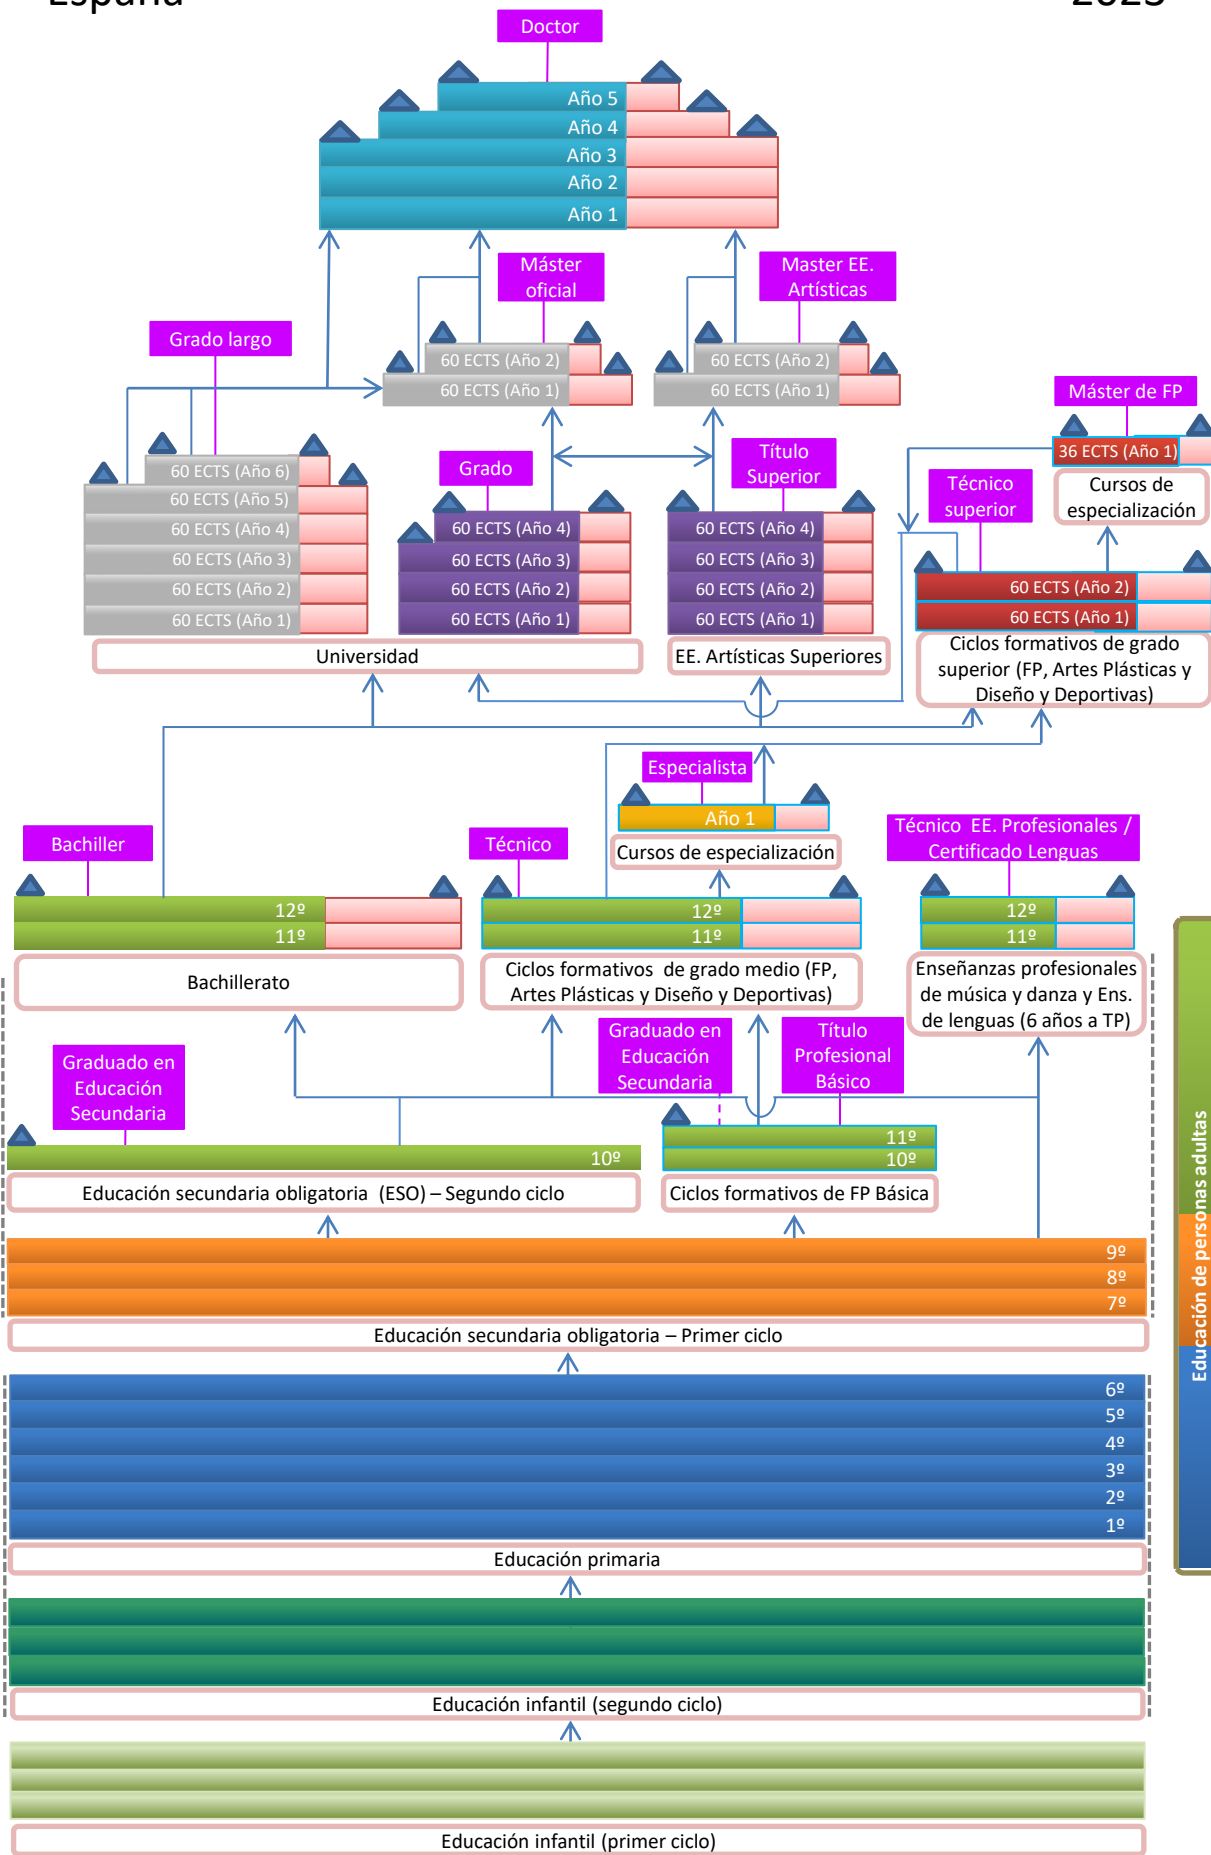 España
2023
Doctor
Año 5
Año 4
Año 3
Año 2
Año 1
Máster
oficial
Master EE.
Artísticas
Grado largo
60 ECTS (Año 2)
60 ECTS (Año 1)
60 ECTS (Año 2)
60 ECTS (Año 1)
Máster de FP
36 ECTS (Año 1)
Cursos de
especialización
Grado
Título
Superior
Técnico
superior
60 ECTS (Año 6)
60 ECTS (Año 5)
60 ECTS (Año 4)
60 ECTS (Año 3)
60 ECTS (Año 2)
60 ECTS (Año 1)
60 ECTS (Año 4)
60 ECTS (Año 3)
60 ECTS (Año 2)
60 ECTS (Año 1)
60 ECTS (Año 4)
60 ECTS (Año 3)
60 ECTS (Año 2)
60 ECTS (Año 1)
60 ECTS (Año 2)
60 ECTS (Año 1)
Universidad
EE. Artísticas Superiores
Ciclos formativos de grado
superior (FP, Artes Plásticas y
Diseño y Deportivas)
Especialista
Año 1
Cursos de especialización
Bachiller
Técnico
Técnico EE. Profesionales /
Certificado Lenguas
12º
11º
12º
11º
12º
11º
Bachillerato
Ciclos formativos de grado medio (FP,
Artes Plásticas y Diseño y Deportivas)
Enseñanzas profesionales
de música y danza y Ens.
de lenguas (6 años a TP)
Graduado en
Educación
Secundaria
Graduado en
Educación
Secundaria
Título
Profesional
Básico
10º
11º
10º
Educación secundaria obligatoria (ESO) – Segundo ciclo
Ciclos formativos de FP Básica
9º
8º
7º
Educación secundaria obligatoria – Primer ciclo
6º
5º
4º
3º
2º
1º
Educación primaria
Educación infantil (segundo ciclo)
Educación infantil (primer ciclo)
Educación de personas adultas